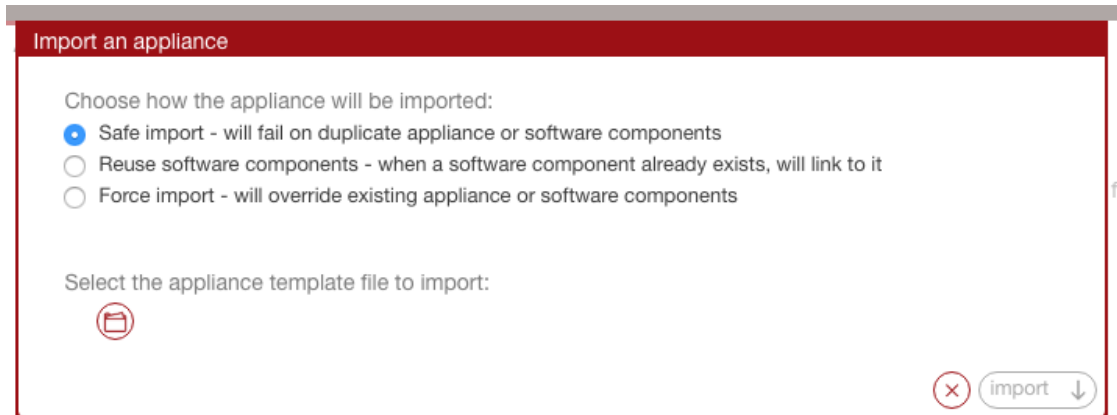 Import an appliance
Choose how the appliance will be imported:
Safe import - will fail on duplicate appliance or software components
Reuse software components - when a software component already exists, will link to it
Force import - will override existing appliance or software components
Select the appliance template file to import:
import